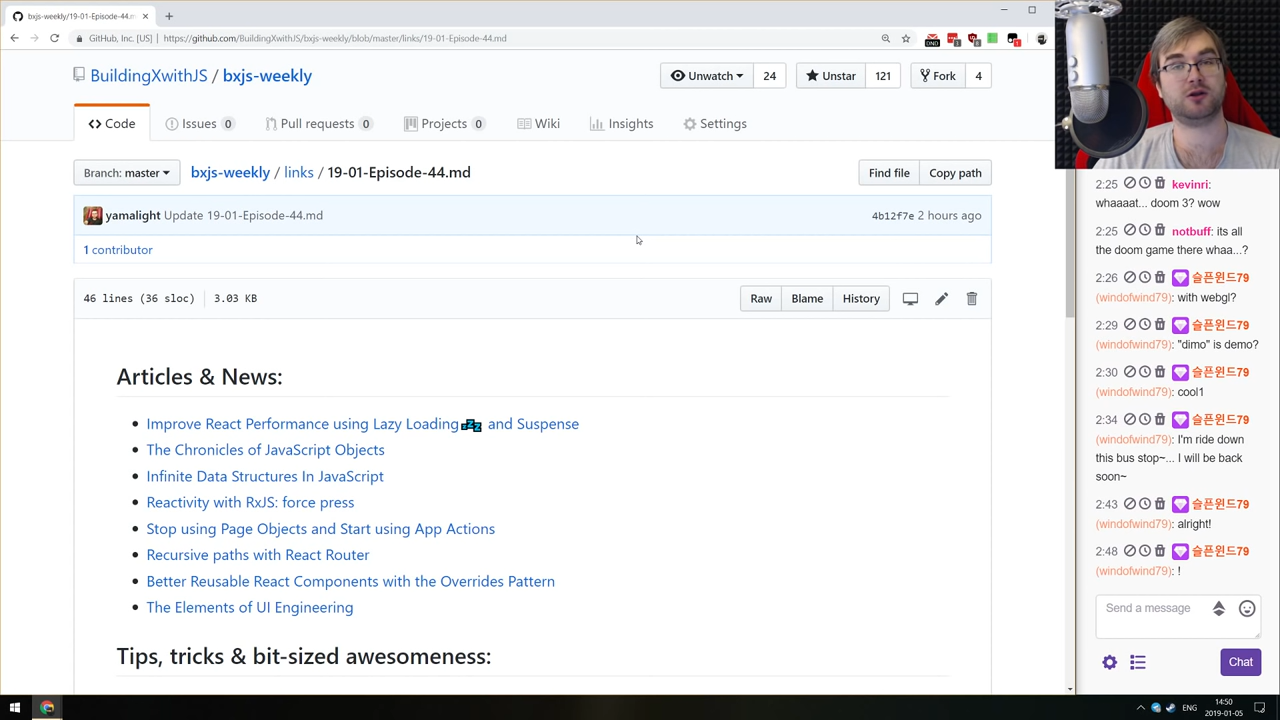 bxjs-weekly/19-01-Episode-44.m
GitHub, Inc. [US]
https://github.com/BuildingXwithJS/bxjs-weekly/blob/master/links/19-01-Episode-44.md
BuildingXwithJS / bxjs-weekly
Unwatch 24
Unstar 121
Fork 4
Code
Issues 0
Pull requests 0
Projects 0
Wiki
Insights
Settings
Branch: master
bxjs-weekly / links / 19-01-Episode-44.md
Find file
Copy path
yamalight Update 19-01-Episode-44.md
4b12f7e 2 hours ago
1 contributor
46 lines (36 sloc)
3.03 KB
Raw
Blame
History
Articles & News:
Improve React Performance using Lazy Loading💤 and Suspense
The Chronicles of JavaScript Objects
Infinite Data Structures In JavaScript
Reactivity with RxJS: force press
Stop using Page Objects and Start using App Actions
Recursive paths with React Router
Better Reusable React Components with the Overrides Pattern
The Elements of UI Engineering
Tips, tricks & bit-sized awesomeness:
2:25 kevinri:
whaaaat... doom 3? wow
2:25 notbuff: its all
the doom game there whaa...?
2:26 슬픈윈드79
(windofwind79): with webgl?
2:29 슬픈윈드79
(windofwind79): "dimo" is demo?
2:30 슬픈윈드79
(windofwind79): cool1
2:34 슬픈윈드79
(windofwind79): I'm ride down
this bus stop~... I will be back
soon~
2:43 슬픈윈드79
(windofwind79): alright!
2:48 슬픈윈드79
(windofwind79): !
Send a message
Chat
ENG
14:50
2019-01-05